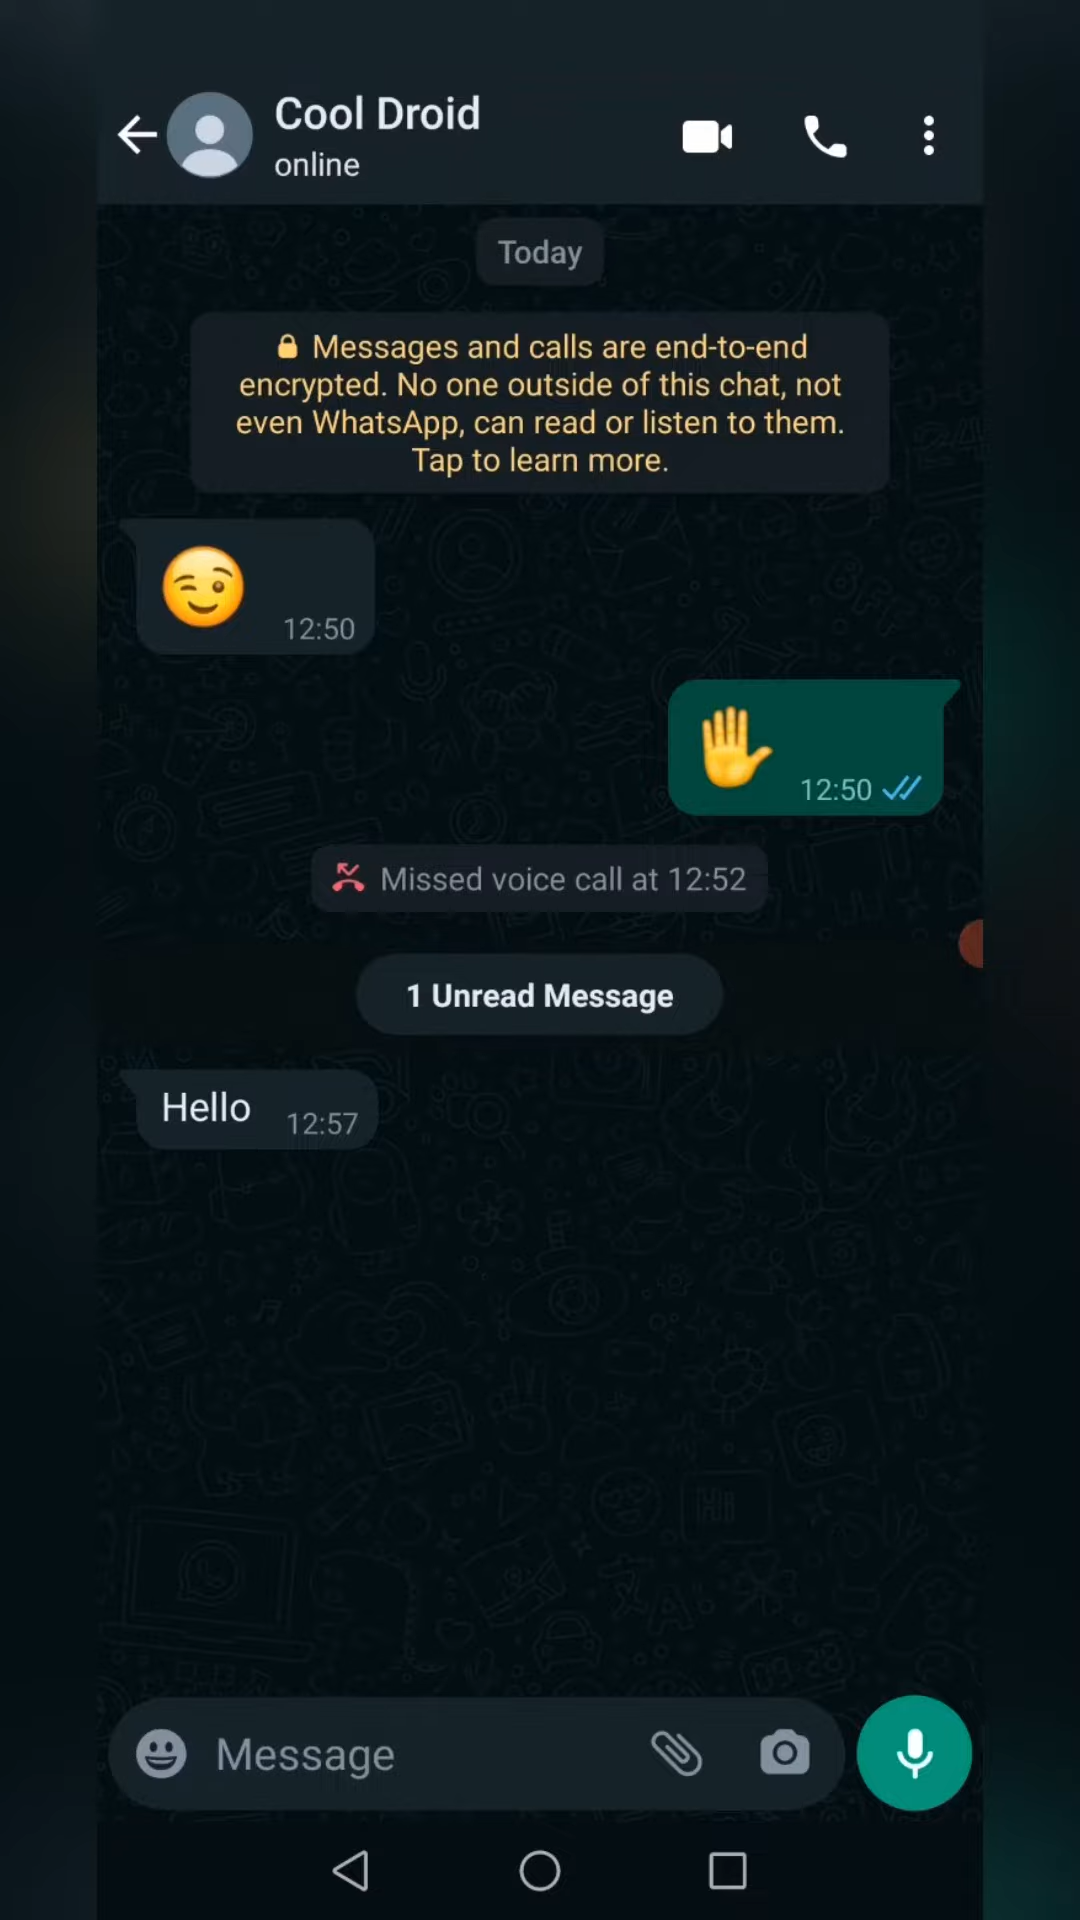 Cool Droid
online
Today
🔒 Messages and calls are end-to-end
encrypted. No one outside of this chat, not
even WhatsApp, can read or listen to them.
Tap to learn more.
😉 12:50
✋ 12:50
Missed voice call at 12:52
1 Unread Message
Hello 12:57
Message